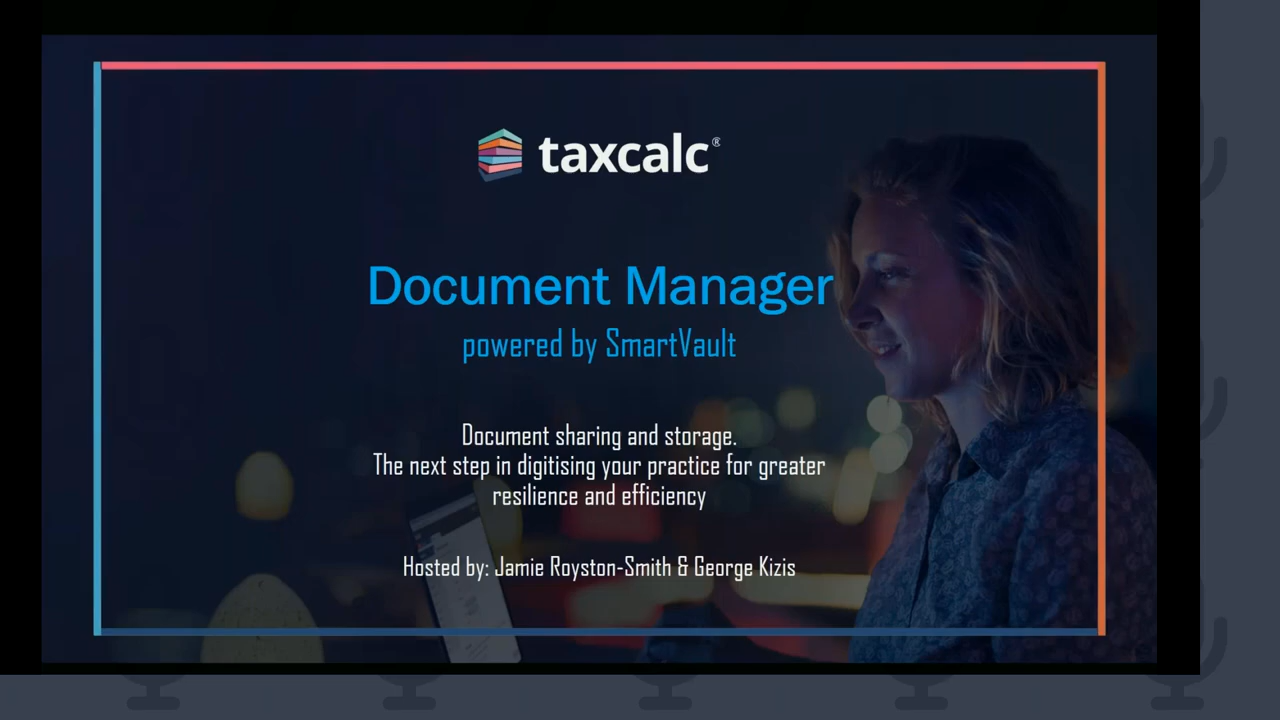 taxcalc®
Document Manager
powered by SmartVault
Document sharing and storage.
The next step in digitising your practice for greater
resilience and efficiency
Hosted by: Jamie Royston-Smith & George Kizis